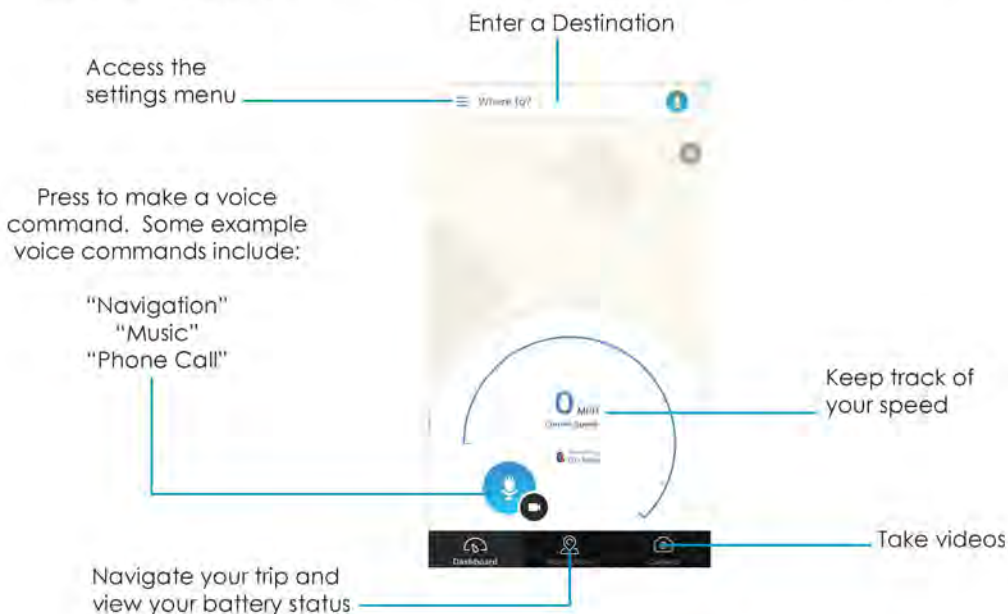 Enter a Destination
Access the
settings menu
Where to?
Press to make a voice
command. Some example
voice commands include:
"Navigation"
"Music"
"Phone Call"
0 MPH
Current Speed
Keep track of
your speed
Dashboard
Take videos
Navigate your trip and
view your battery status